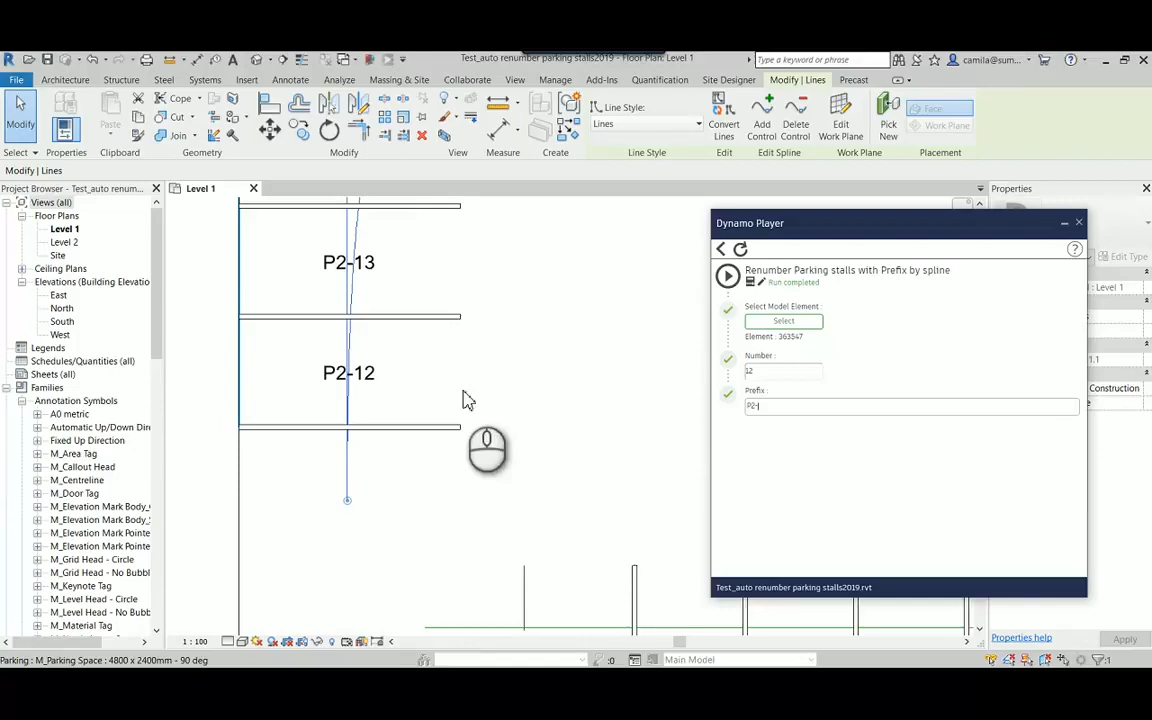 Test_auto renumber parking stalls2019.rvt - Floor Plan: Level 1
Type a keyword or phrase
camila@sum...
File Architecture Structure Steel Systems Insert Annotate Analyze Massing & Site Collaborate View Manage Add-Ins Quantification Site Designer Modify | Lines Precast
Modify Paste Cope Cut Join
Line Style:
Lines
Convert Lines
Add Control
Delete Control
Edit Work Plane
Pick New
Face
Work Plane
Select Properties Clipboard Geometry Modify View Measure Create Line Style Edit Edit Spline Work Plane Placement
Modify | Lines
Project Browser - Test_auto renum...
Level 1
Properties
Views (all)
Floor Plans
Level 1
Level 2
Site
Ceiling Plans
Elevations (Building Elevatio
East
North
South
West
Legends
Schedules/Quantities (all)
Sheets (all)
Families
Annotation Symbols
A0 metric
Automatic Up/Down Dir
Fixed Up Direction
M_Area Tag
M_Callout Head
M_Centreline
M_Door Tag
M_Elevation Mark Body_
M_Elevation Mark Body_
M_Elevation Mark Pointe
M_Elevation Mark Pointe
M_Grid Head - Circle
M_Grid Head - No Bubbl
M_Keynote Tag
M_Level Head - Circle
M_Level Head - No Bubb
M_Material Tag
P2-13
P2-12
Dynamo Player
?
Renumber Parking stalls with Prefix by spline
Run completed
Select Model Element :
Select
Element : 363547
Number :
12
Prefix :
P2-
Test_auto renumber parking stalls2019.rvt
Edit Type
: Level 1
1.1
Construction
Properties help
Apply
1 : 100
Parking : M_Parking Space : 4800 x 2400mm - 90 deg
:0
Main Model
:1